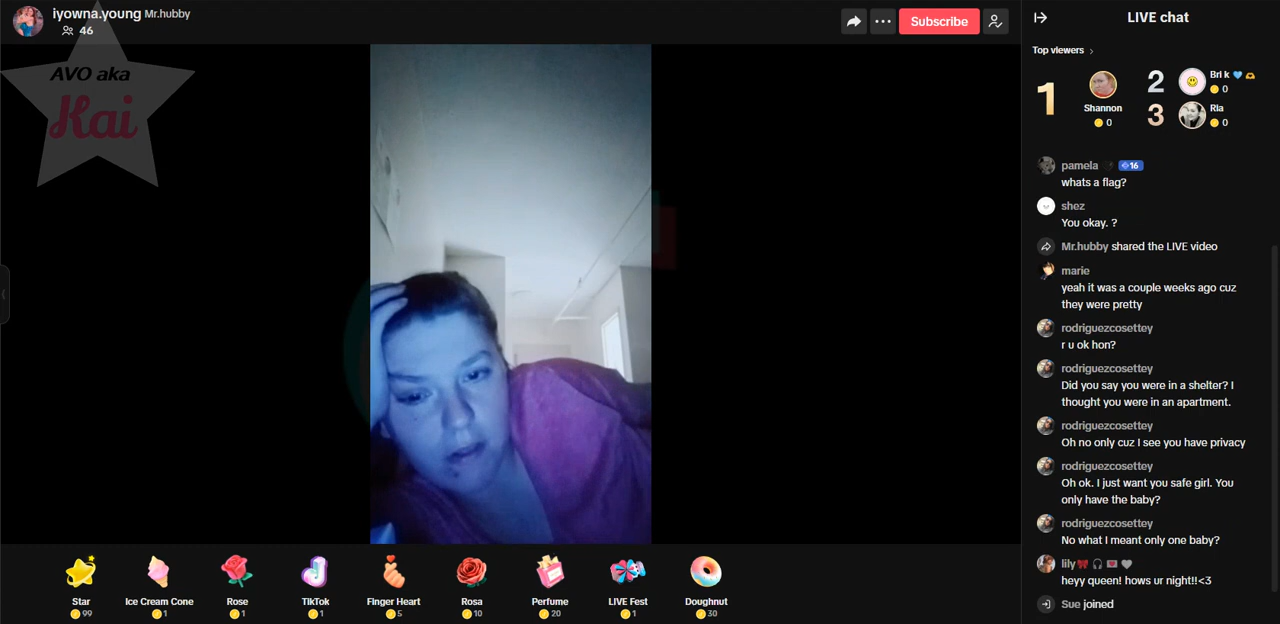 iyowna.young Mr.hubby
46
Subscribe
AVO aka
Kai
LIVE chat
Top viewers
1
Shannon
0
2
Bri k
0
3
0
pamela
16
whats a flag?
shez
You okay. ?
Mr.hubby shared the LIVE video
marie
yeah it was a couple weeks ago cuz
they were pretty
rodriguezcosettey
r u ok hon?
rodriguezcosettey
Did you say you were in a shelter? I
thought you were in an apartment.
rodriguezcosettey
Oh no only cuz I see you have privacy
rodriguezcosettey
Oh ok. I just want you safe girl. You
only have the baby?
rodriguezcosettey
No what I meant only one baby?
lily
heyy queen! hows ur night!!<3
Sue joined
Star
99
Ice Cream Cone
1
Rose
1
TikTok
1
Finger Heart
5
Rosa
10
Perfume
20
LIVE Fest
1
Doughnut
30